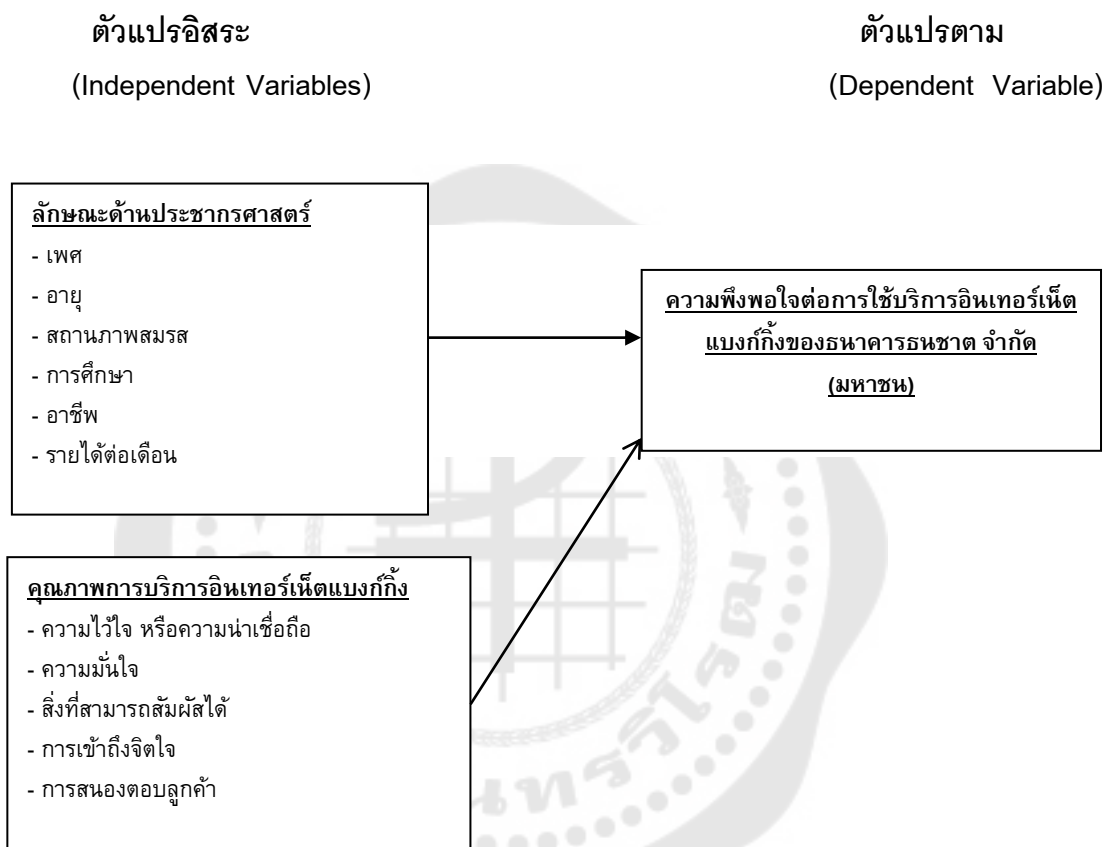 ตัวแปรอิสระ
(Independent Variables)
ตัวแปรตาม
(Dependent Variable)
ลักษณะด้านประชากรศาสตร์
- เพศ
- อายุ
- สถานภาพสมรส
- การศึกษา
- อาชีพ
- รายได้ต่อเดือน
ความพึงพอใจต่อการใช้บริการอินเทอร์เน็ต
แบงก์กิ้งของธนาคารธนชาต จำกัด
(มหาชน)
คุณภาพการบริการอินเทอร์เน็ตแบงก์กิ้ง
- ความไว้ใจ หรือความน่าเชื่อถือ
- ความมั่นใจ
- สิ่งที่สามารถสัมผัสได้
- การเข้าถึงจิตใจ
- การสนองตอบลูกค้า